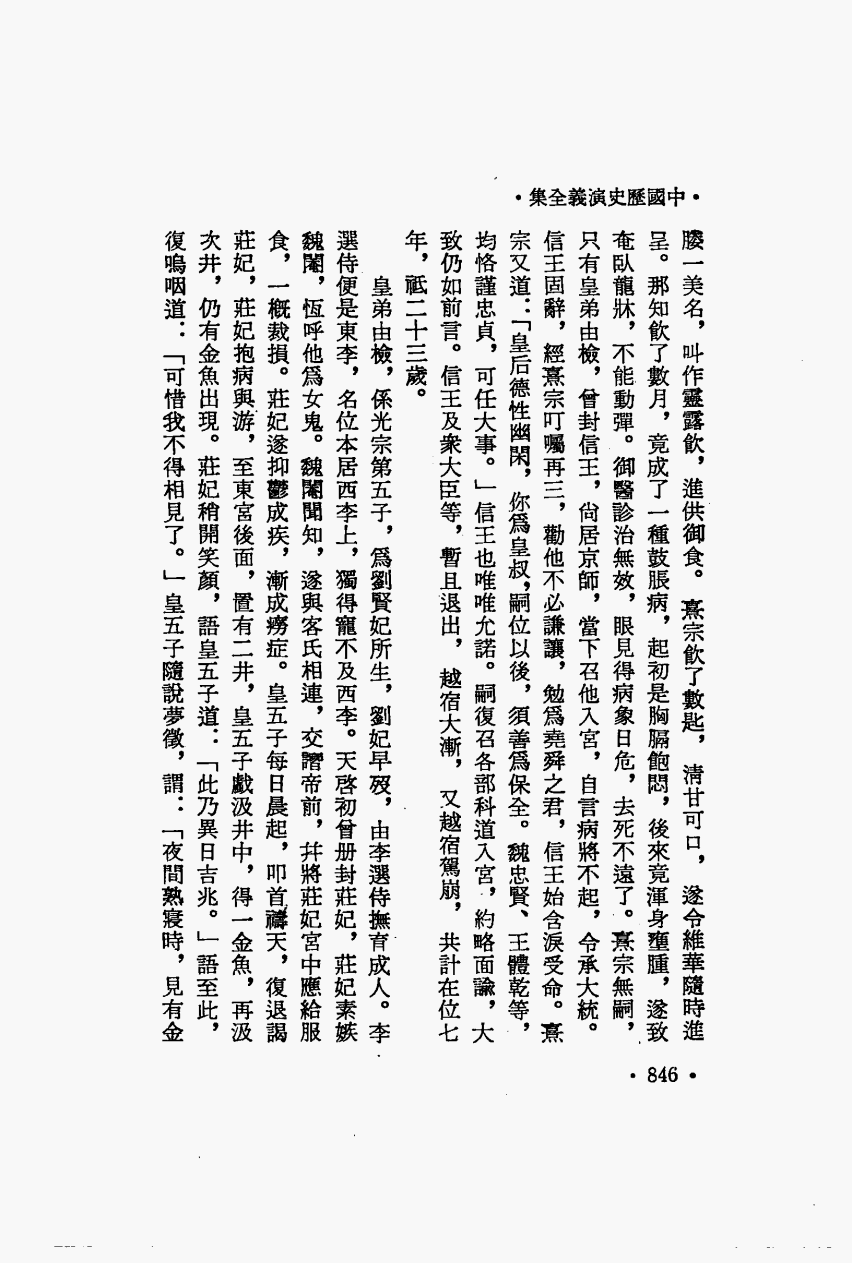 •中國歷史演義全集•
媵一美名，叫作靈露飲，進供御食。熹宗飲了數匙，清甘可口，遂令維華隨時進
呈。那知飲了數月，竟成了一種鼓脹病，起初是胸膈飽悶，後來竟渾身壅腫，遂致
奄臥龍牀，不能動彈。御醫診治無效，眼見得病象日危，去死不遠了。熹宗無嗣，
只有皇弟由檢，曾封信王，尙居京師，當下召他入宮，自言病將不起，令承大統。
信王固辭，經熹宗叮囑再三，勸他不必謙讓，勉爲堯舜之君，信王始含淚受命。熹
宗又道：「皇后德性幽閑，你爲皇叔，嗣位以後，須善爲保全。魏忠賢、王體乾等，
均恪謹忠貞，可任大事。」信王也唯唯允諾。嗣復召各部科道入宮，約略面諭，大
致仍如前言。信王及衆大臣等，暫且退出，越宿大漸，又越宿駕崩，共計在位七
年，祇二十三歲。
皇弟由檢，係光宗第五子，爲劉賢妃所生，劉妃早歿，由李選侍撫育成人。李
選侍便是東李，名位本居西李上，獨得寵不及西李。天啓初曾册封莊妃，莊妃素嫉
魏閹，恆呼他爲女鬼。魏閹聞知，遂與客氏相連，交譖帝前，幷將莊妃宮中應給服
食，一概裁損。莊妃遂抑鬱成疾，漸成癆症。皇五子每日晨起，叩首禱天，復退謁
莊妃，莊妃抱病與游，至東宮後面，置有二井，皇五子戲汲井中，得一金魚，再汲
次井，仍有金魚出現。莊妃稍開笑顏，語皇五子道：「此乃異日吉兆。」語至此，
復嗚咽道：「可惜我不得相見了。」皇五子隨說夢徵，謂：「夜間熟寢時，見有金
•846•